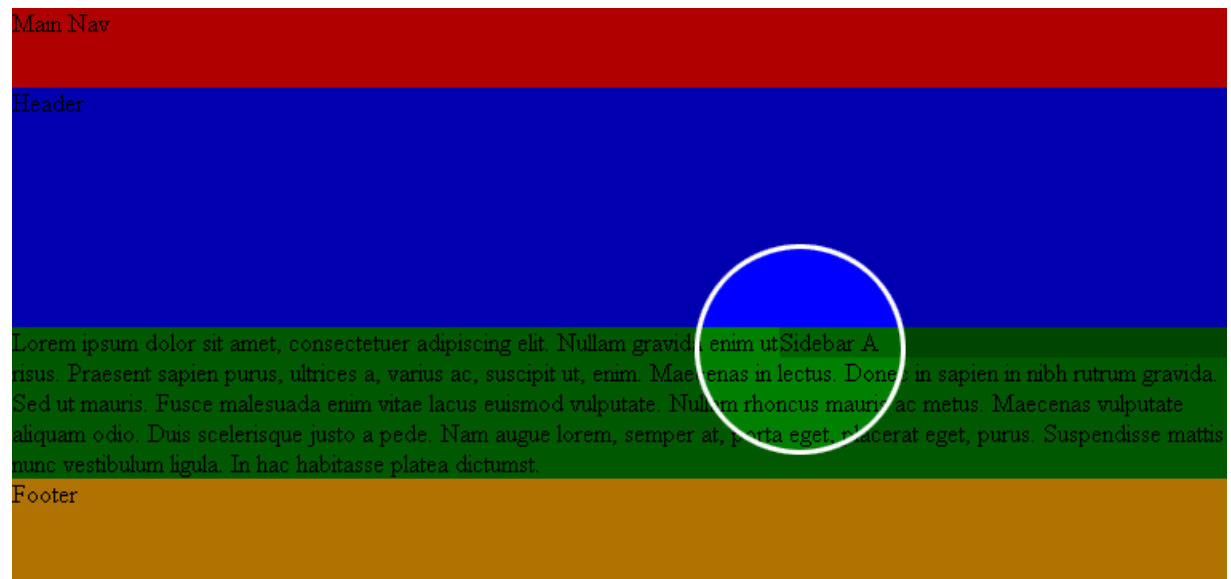 Main Nav
Header
Lorem ipsum dolor sit amet, consectetuer adipiscing elit. Nullam gravida enim ut Sidebar A
risus. Praesent sapien purus, ultrices a, varius ac, suscipit ut, enim. Maecenas in lectus. Donec in sapien in nibh rutrum gravida.
Sed ut mauris. Fusce malesuada enim vitae lacus euismod vulputate. Nullam rhoncus mauris ac metus. Maecenas vulputate
aliquam odio. Duis scelerisque justo a pede. Nam augue lorem, semper at, porta eget, placerat eget, purus. Suspendisse mattis
nunc vestibulum ligula. In hac habitasse platea dictumst.
Footer